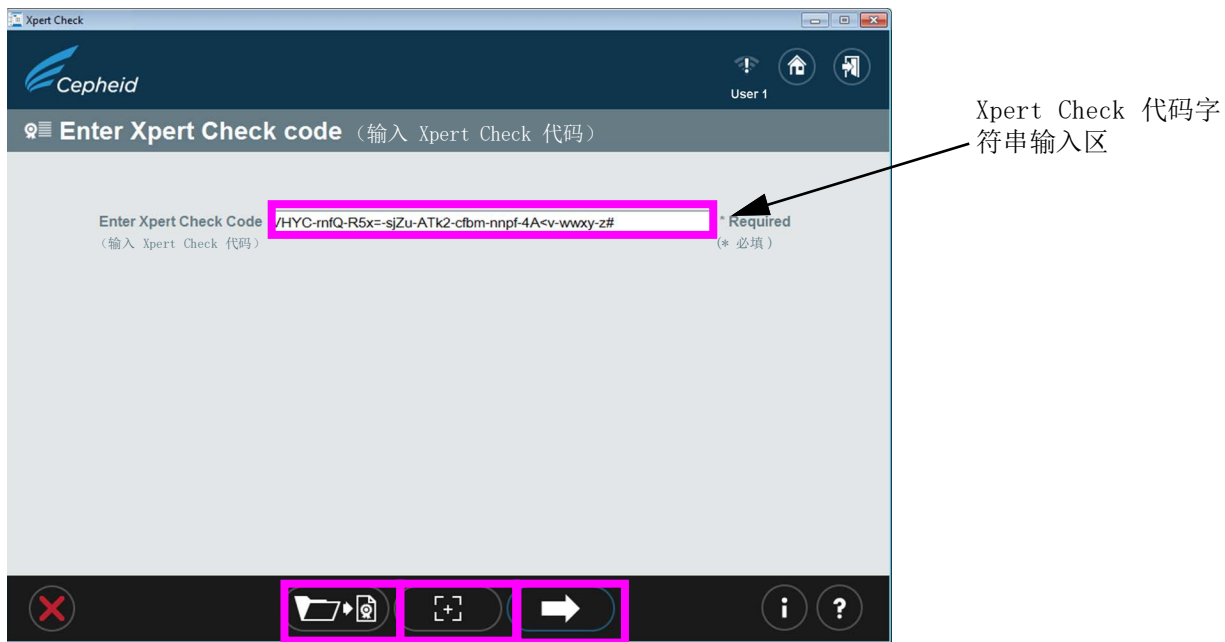 Xpert Check
Cepheid
User 1
Enter Xpert Check code（输入 Xpert Check 代码）
Xpert Check 代码字
符串输入区
Enter Xpert Check Code /HYC-rnfQ-R5x=-sjZu-ATk2-cfbm-nnpf-4A<v-wwxy-z# * Required
（输入 Xpert Check 代码） (* 必填)
i ?